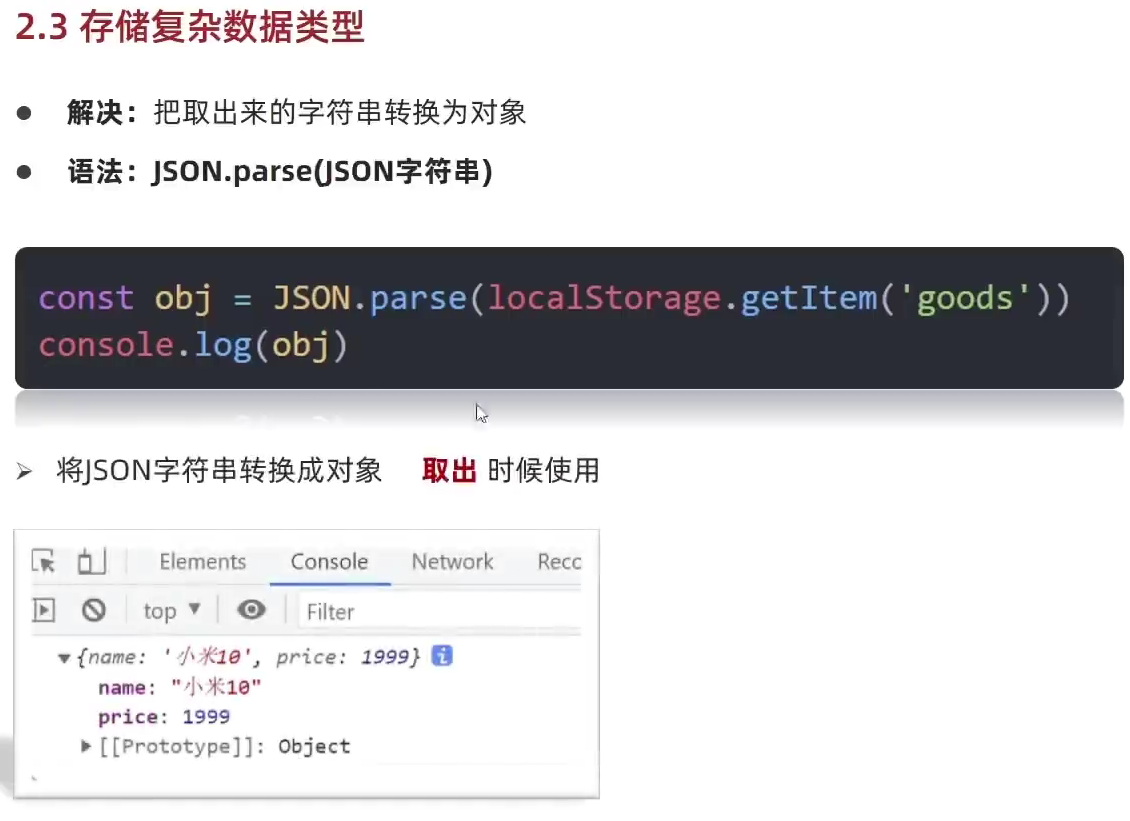 2.3 存储复杂数据类型
● 解决：把取出来的字符串转换为对象
● 语法：JSON.parse(JSON字符串)
const obj = JSON.parse(localStorage.getItem('goods'))
console.log(obj)
➢ 将JSON字符串转换成对象 取出 时候使用
Elements Console Network Reco
top ▼ Filter
▼{name: '小米10', price: 1999}
name: "小米10"
price: 1999
▶[[Prototype]]: Object